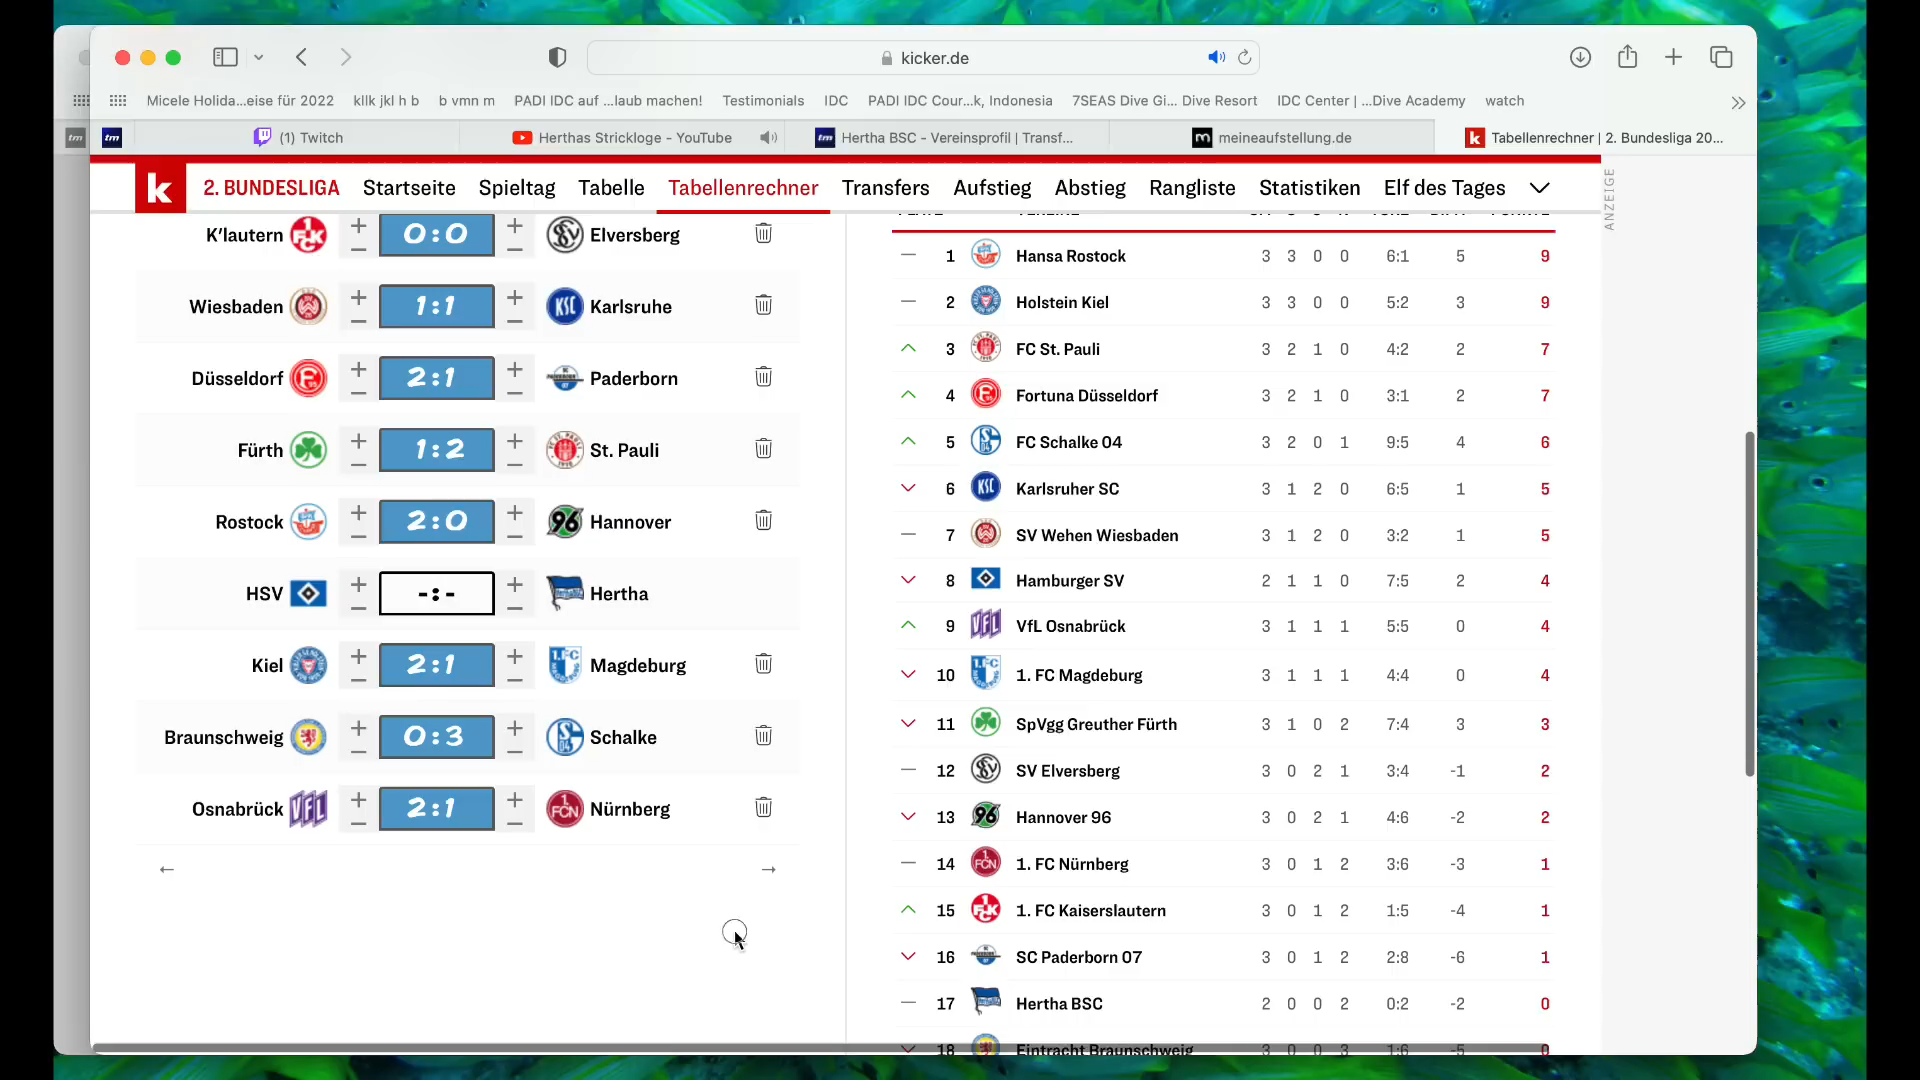 kicker.de
Micele Holida...eise für 2022 kllk jkl h b b vmn m PADI IDC auf ...laub machen! Testimonials IDC PADI IDC Cour...k, Indonesia 7SEAS Dive Gi... Dive Resort IDC Center | ...Dive Academy watch
tm tm (1) Twitch Herthas Strickloge - YouTube tm Hertha BSC - Vereinsprofil | Transf... m meineaufstellung.de k Tabellenrechner | 2. Bundesliga 20...
k 2. BUNDESLIGA Startseite Spieltag Tabelle Tabellenrechner Transfers Aufstieg Abstieg Rangliste Statistiken Elf des Tages
ANZEIGE
K'lautern + − 0:0 + − Elversberg
Wiesbaden + − 1:1 + − Karlsruhe
Düsseldorf + − 2:1 + − Paderborn
Fürth + − 1:2 + − St. Pauli
Rostock + − 2:0 + − Hannover
HSV + − -:- + − Hertha
Kiel + − 2:1 + − Magdeburg
Braunschweig + − 0:3 + − Schalke
Osnabrück + − 2:1 + − Nürnberg
← →
1 Hansa Rostock 3 3 0 0 6:1 5 9
2 Holstein Kiel 3 3 0 0 5:2 3 9
3 FC St. Pauli 3 2 1 0 4:2 2 7
4 Fortuna Düsseldorf 3 2 1 0 3:1 2 7
5 FC Schalke 04 3 2 0 1 9:5 4 6
6 Karlsruher SC 3 1 2 0 6:5 1 5
7 SV Wehen Wiesbaden 3 1 2 0 3:2 1 5
8 Hamburger SV 2 1 1 0 7:5 2 4
9 VfL Osnabrück 3 1 1 1 5:5 0 4
10 1. FC Magdeburg 3 1 1 1 4:4 0 4
11 SpVgg Greuther Fürth 3 1 0 2 7:4 3 3
12 SV Elversberg 3 0 2 1 3:4 -1 2
13 Hannover 96 3 0 2 1 4:6 -2 2
14 1. FC Nürnberg 3 0 1 2 3:6 -3 1
15 1. FC Kaiserslautern 3 0 1 2 1:5 -4 1
16 SC Paderborn 07 3 0 1 2 2:8 -6 1
17 Hertha BSC 2 0 0 2 0:2 -2 0
18 Eintracht Braunschweig 3 0 0 3 1:6 -5 0